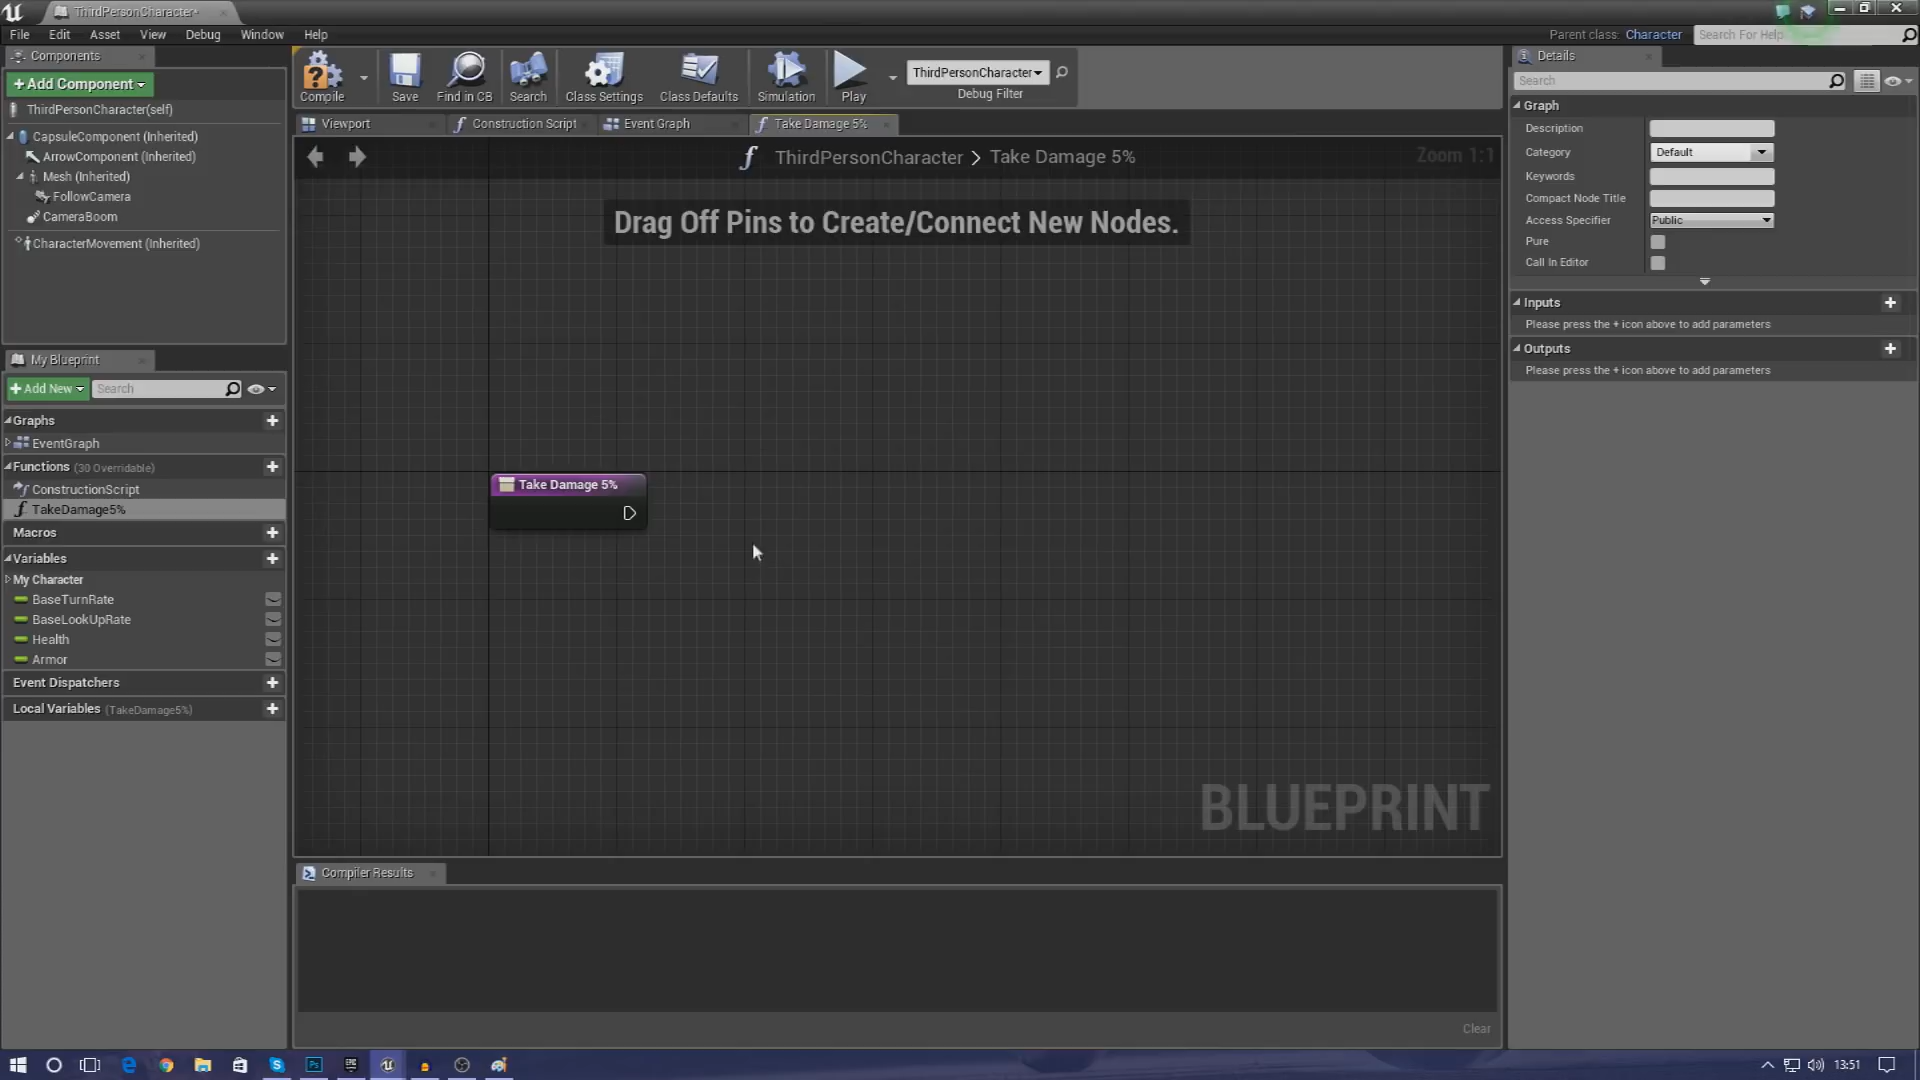 ThirdPersonCharacter*
File Edit Asset View Debug Window Help
Parent class: Character
Search For Help
Components
+Add Component
ThirdPersonCharacter(self)
CapsuleComponent (Inherited)
ArrowComponent (Inherited)
Mesh (Inherited)
FollowCamera
CameraBoom
CharacterMovement (Inherited)
My Blueprint
+Add New
Search
Graphs
EventGraph
Functions (30 Overridable)
ConstructionScript
TakeDamage5%
Macros
Variables
My Character
BaseTurnRate
BaseLookUpRate
Health
Armor
Event Dispatchers
Local Variables (TakeDamage5%)
Compile
Save
Find in CB
Search
Class Settings
Class Defaults
Simulation
Play
ThirdPersonCharacter
Debug Filter
Viewport
Construction Script
Event Graph
Take Damage 5%
ThirdPersonCharacter > Take Damage 5%
Zoom 1:1
Drag Off Pins to Create/Connect New Nodes.
Take Damage 5%
BLUEPRINT
Compiler Results
Clear
Details
Search
Graph
Description
Category
Default
Keywords
Compact Node Title
Access Specifier
Public
Pure
Call In Editor
Inputs
Please press the + icon above to add parameters
Outputs
Please press the + icon above to add parameters
13:51